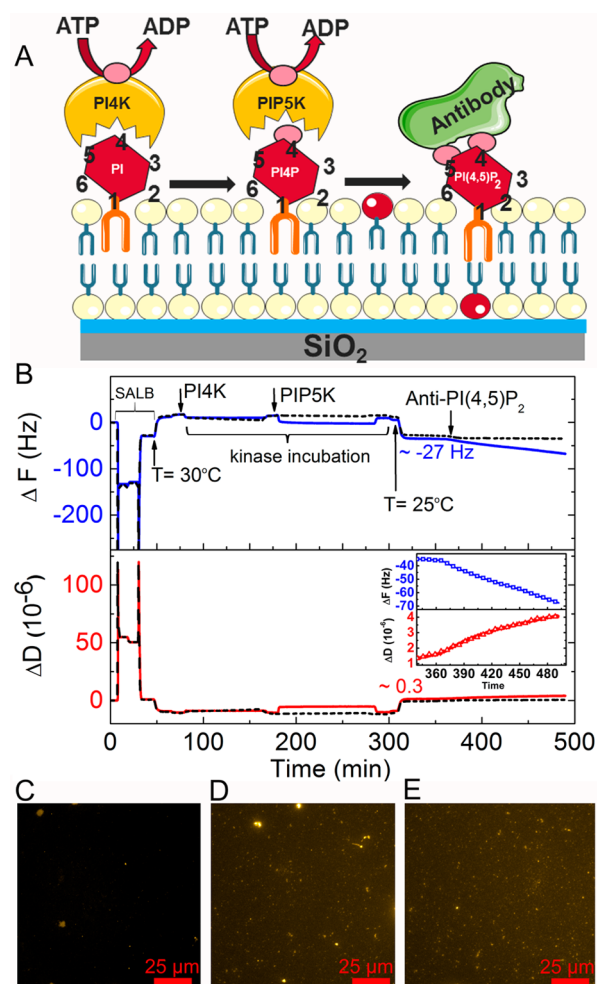 A
ATP ADP ATP ADP
PI4K PIP5K Antibody
4 4 4
5 PI 3 5 PI4P 3 5 PI(4,5)P2 3
6 1 2 6 1 2 6 1 2
SiO2
B
SALB PI4K PIP5K Anti-PI(4,5)P2
0
-100
-200
Δ F (Hz)
T= 30°C
kinase incubation
~ -27 Hz
T= 25°C
100
50
0
ΔD (10-6)
-40
-50
-60
-70
ΔF (Hz)
4
3
2
1
ΔD (10-6)
360 390 420 450 480
Time
~ 0.3
0 100 200 300 400 500
Time (min)
C D E
25 µm 25 µm 25 µm